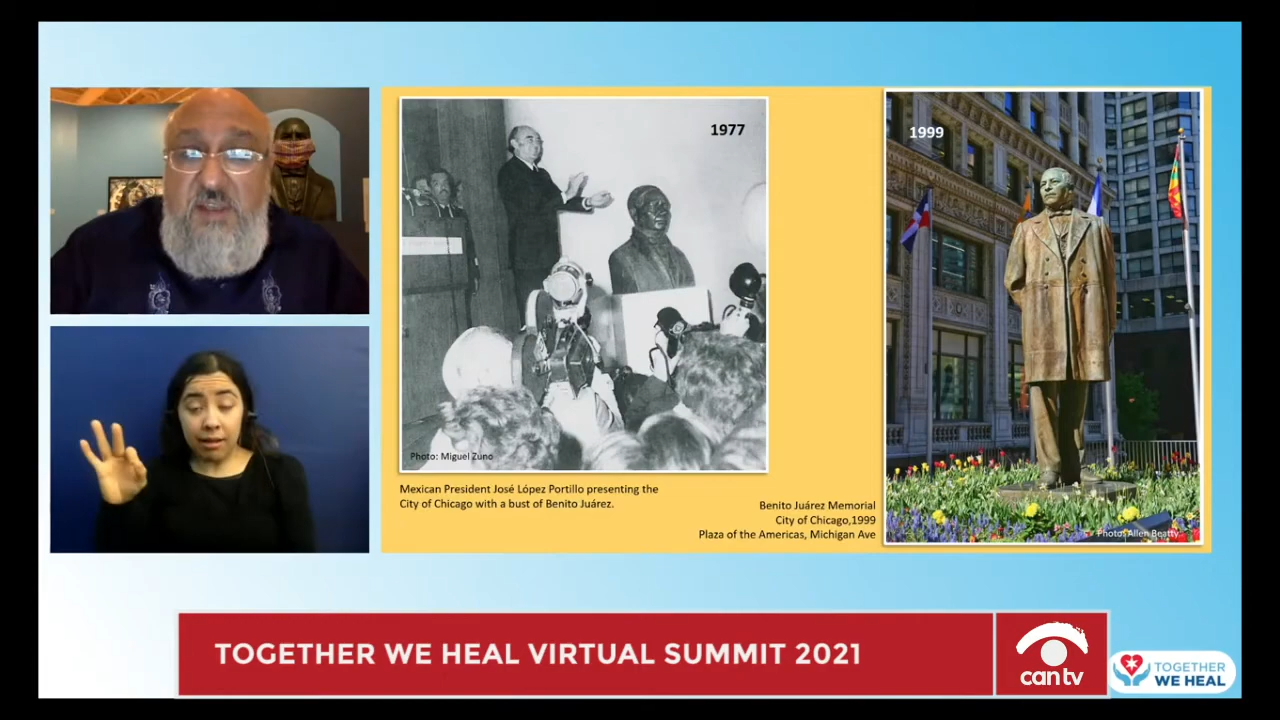 1977
Photo: Miguel Zuno
Mexican President José López Portillo presenting the
City of Chicago with a bust of Benito Juárez.
1999
Photo: Allen Beatty
Benito Juárez Memorial
City of Chicago,1999
Plaza of the Americas, Michigan Ave
TOGETHER WE HEAL VIRTUAL SUMMIT 2021
can tv
TOGETHER
WE HEAL